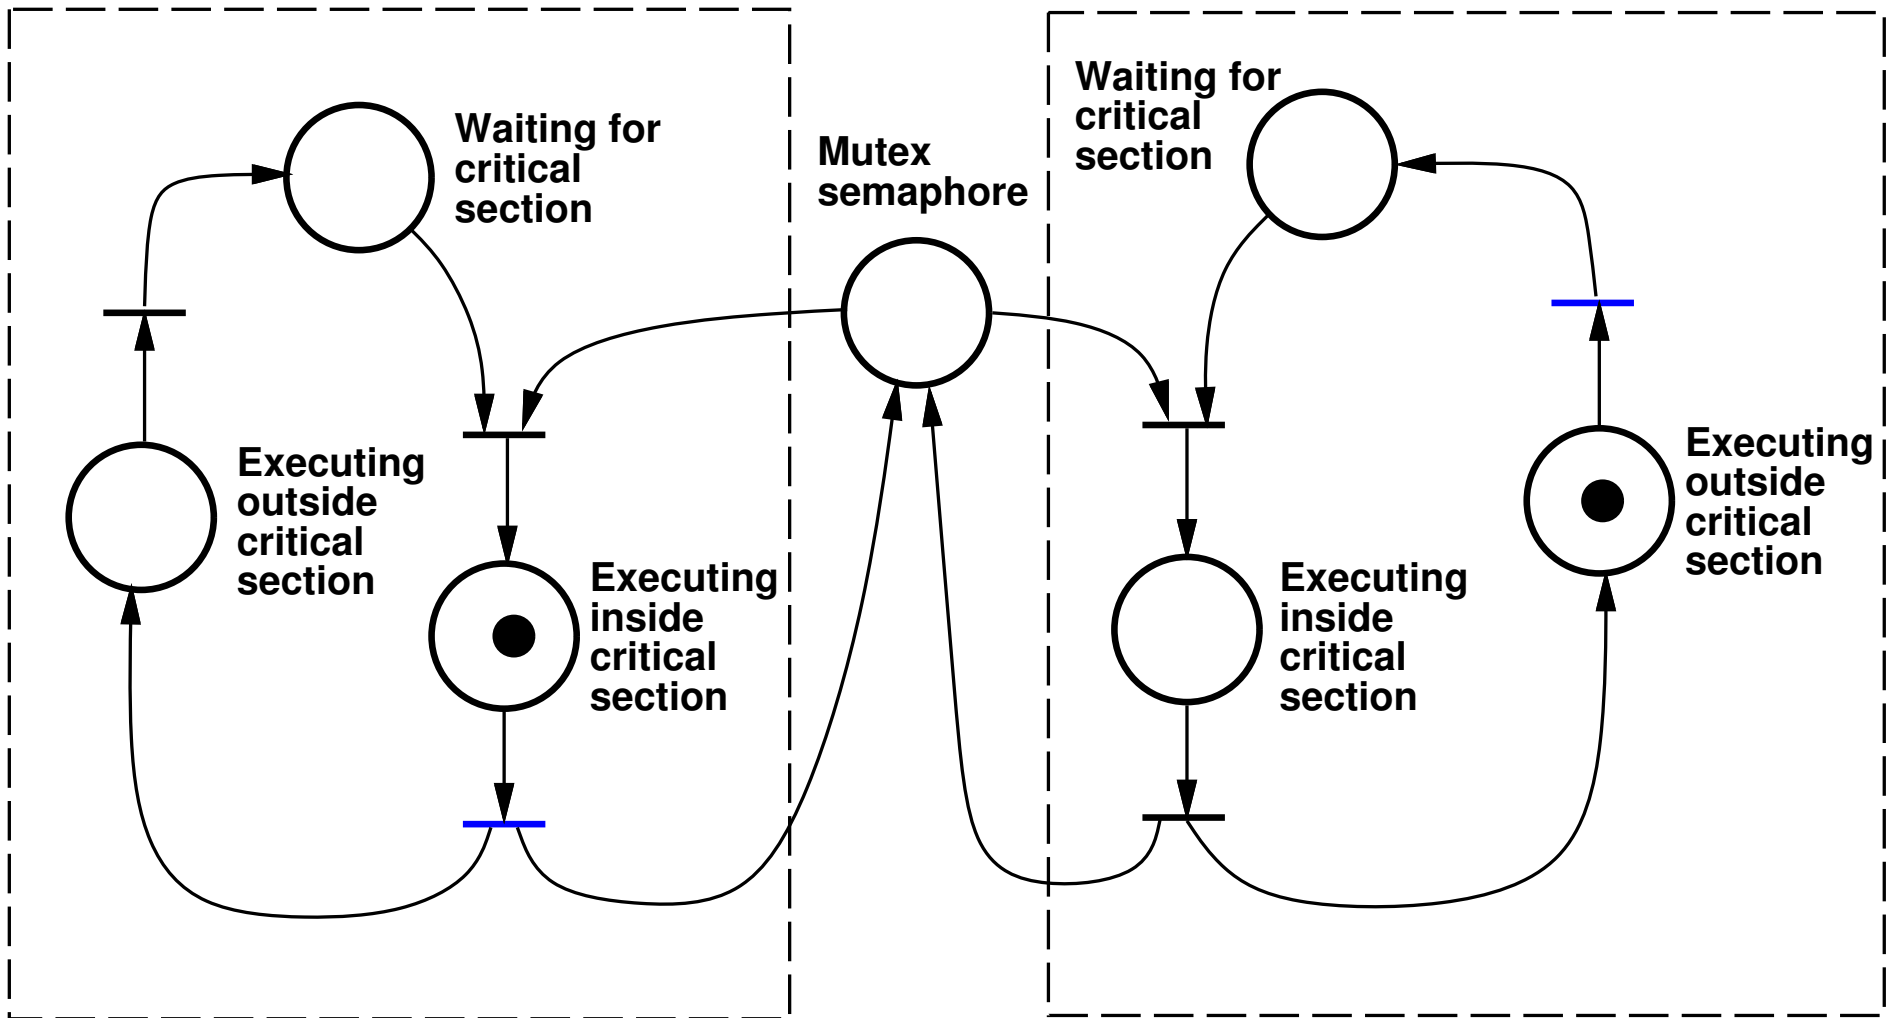 Waiting for
critical
section
Mutex
semaphore
Waiting for
critical
section
Executing
outside
critical
section
Executing
inside
critical
section
Executing
inside
critical
section
Executing
outside
critical
section